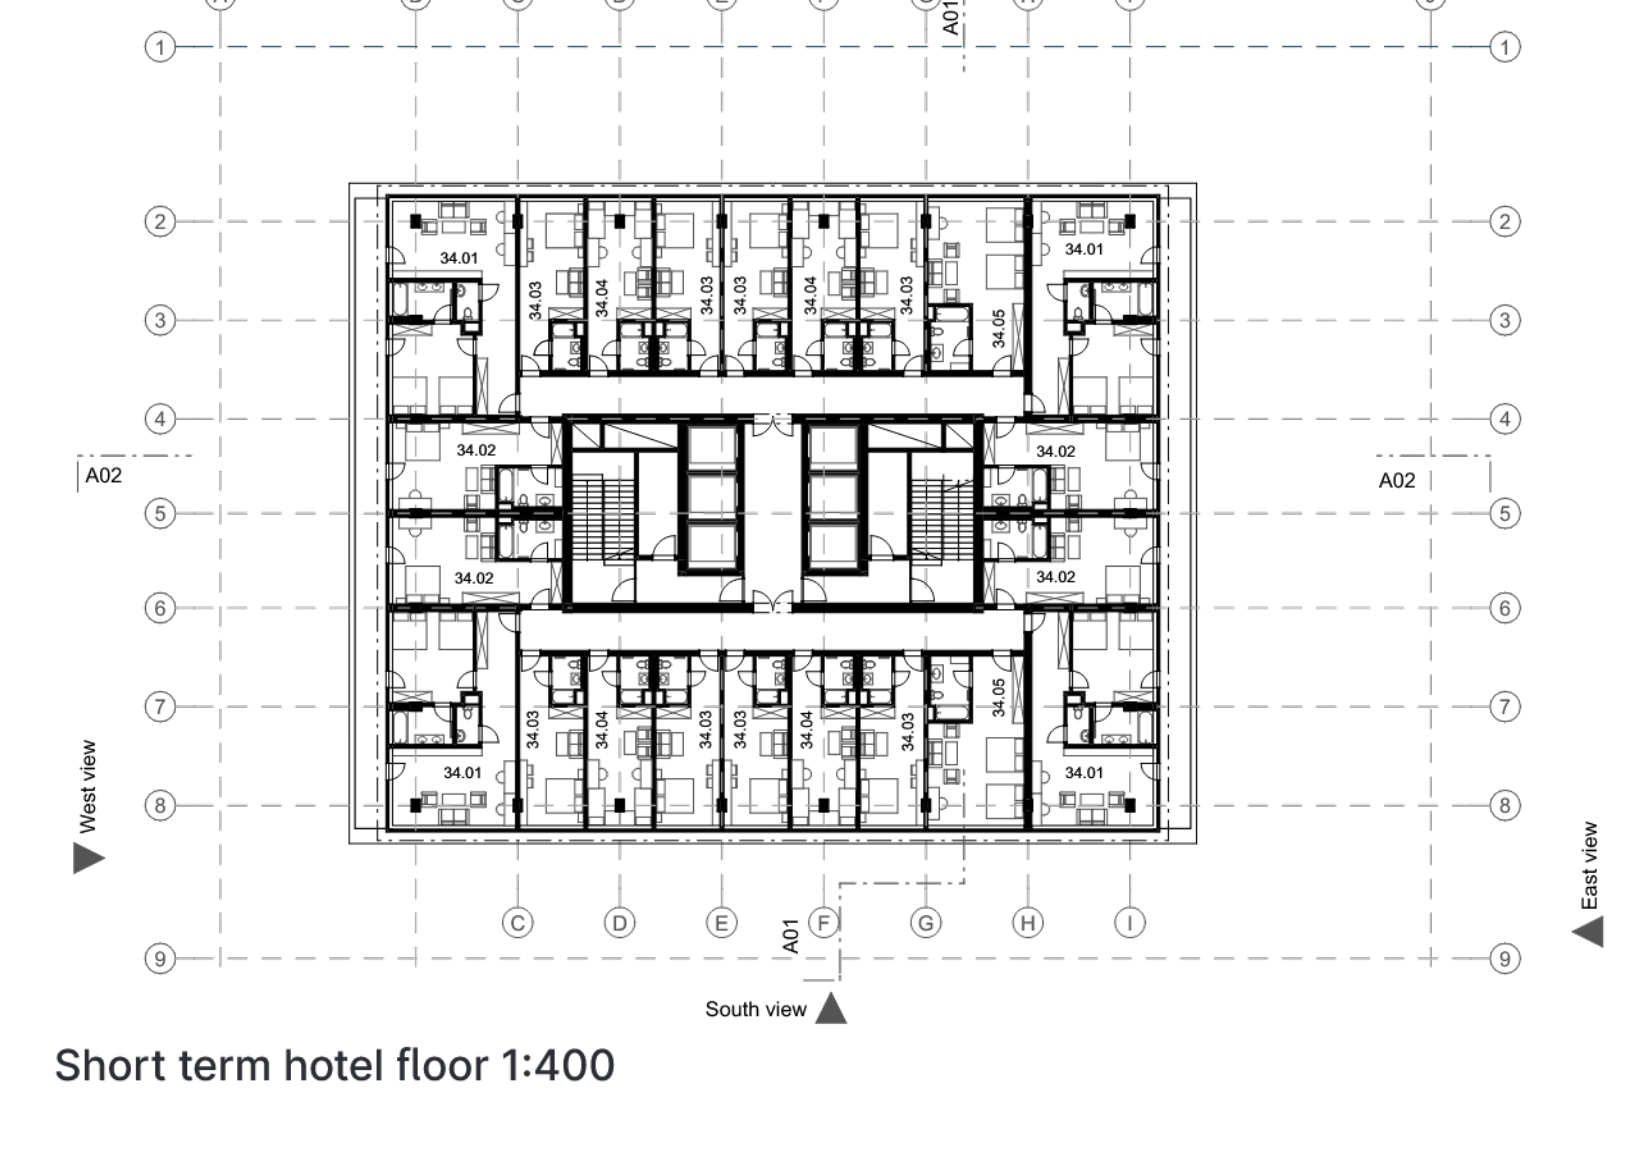 A B C D E F G H I J
A01
1 1
2 2
34.01 34.01
34.03 34.04 34.03 34.03 34.04 34.03 34.05
3 3
4 4
34.02 34.02
A02 A02
5 5
34.02 34.02
6 6
34.03 34.04 34.03 34.03 34.04 34.03 34.05
7 7
34.01 34.01
8 8
West view
East view
C D E F G H I
A01
9 9
South view
Short term hotel floor 1:400